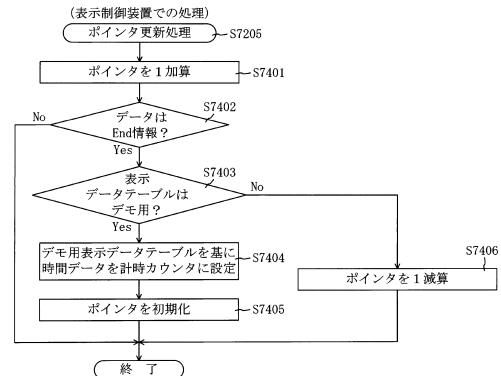 (表示制御装置での処理)
ポインタ更新処理
S7205
ポインタを1加算
S7401
S7402
データは
End情報?
No
Yes
S7403
表示
データテーブルは
デモ用?
No
Yes
デモ用表示データテーブルを基に
時間データを計時カウンタに設定
S7404
S7406
ポインタを1減算
ポインタを初期化
S7405
終 了